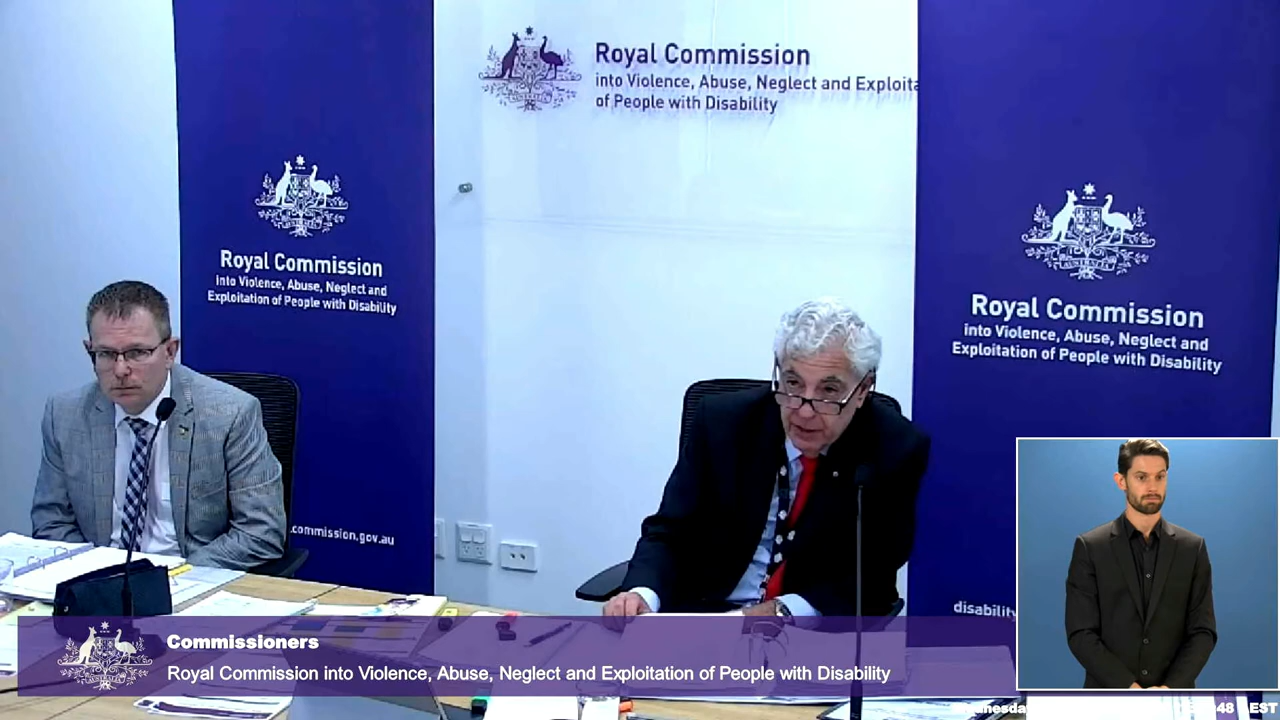 Royal Commission
into Violence, Abuse, Neglect and Exploita
of People with Disability
Royal Commission
into Violence, Abuse, Neglect and
Exploitation of People with Disability
.commission.gov.au
AUSTRALIA
Royal Commission
into Violence, Abuse, Neglect and
Exploitation of People with Disability
disability
Commissioners
Royal Commission into Violence, Abuse, Neglect and Exploitation of People with Disability